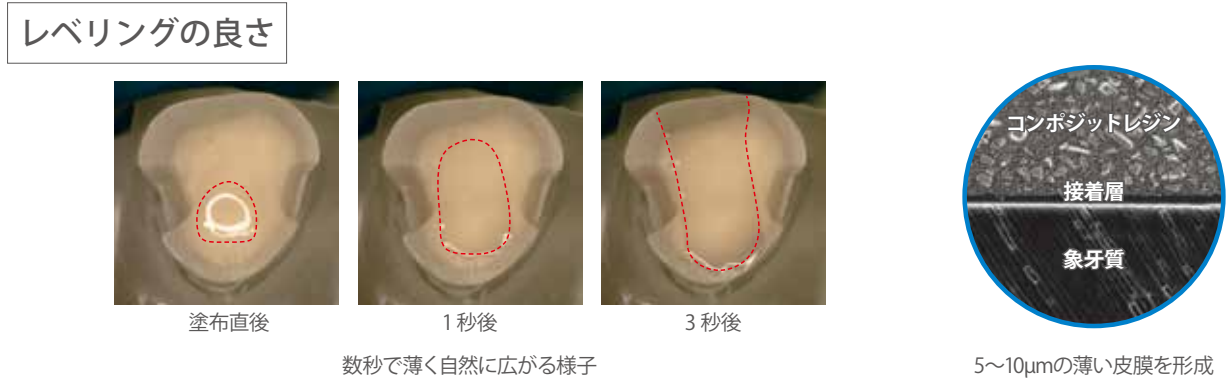 レベリングの良さ
塗布直後
1秒後
3秒後
数秒で薄く自然に広がる様子
コンポジットレジン
接着層
象牙質
5〜10μmの薄い皮膜を形成